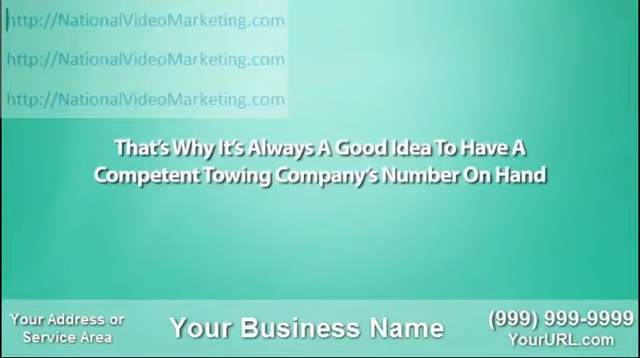 http://NationalVideoMarketing.com
http://NationalVideoMarketing.com
http://NationalVideoMarketing.com
That's Why It's Always A Good Idea To Have A
Competent Towing Company's Number On Hand
Your Address or
Service Area
Your Business Name
(999) 999-9999
YourURL.com